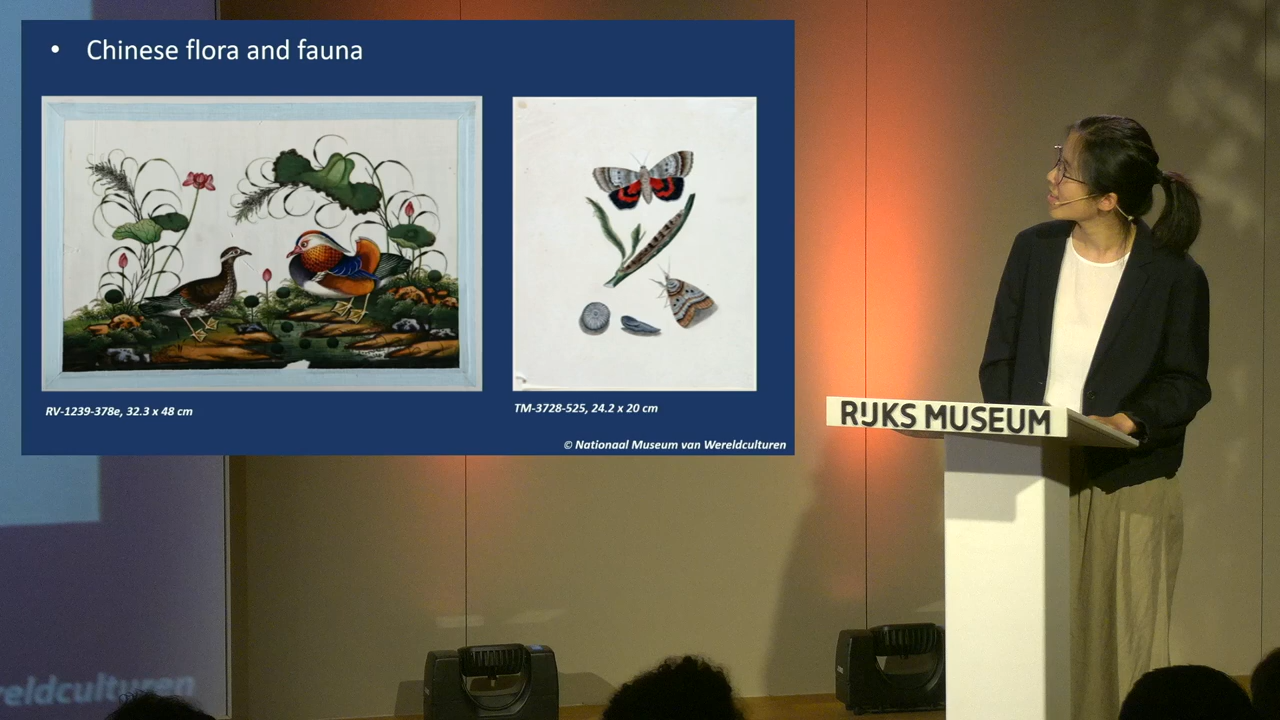 • Chinese flora and fauna
RV-1239-378e, 32.3 x 48 cm
TM-3728-525, 24.2 x 20 cm
© Nationaal Museum van Wereldculturen
RIJKS MUSEUM
reldculturen